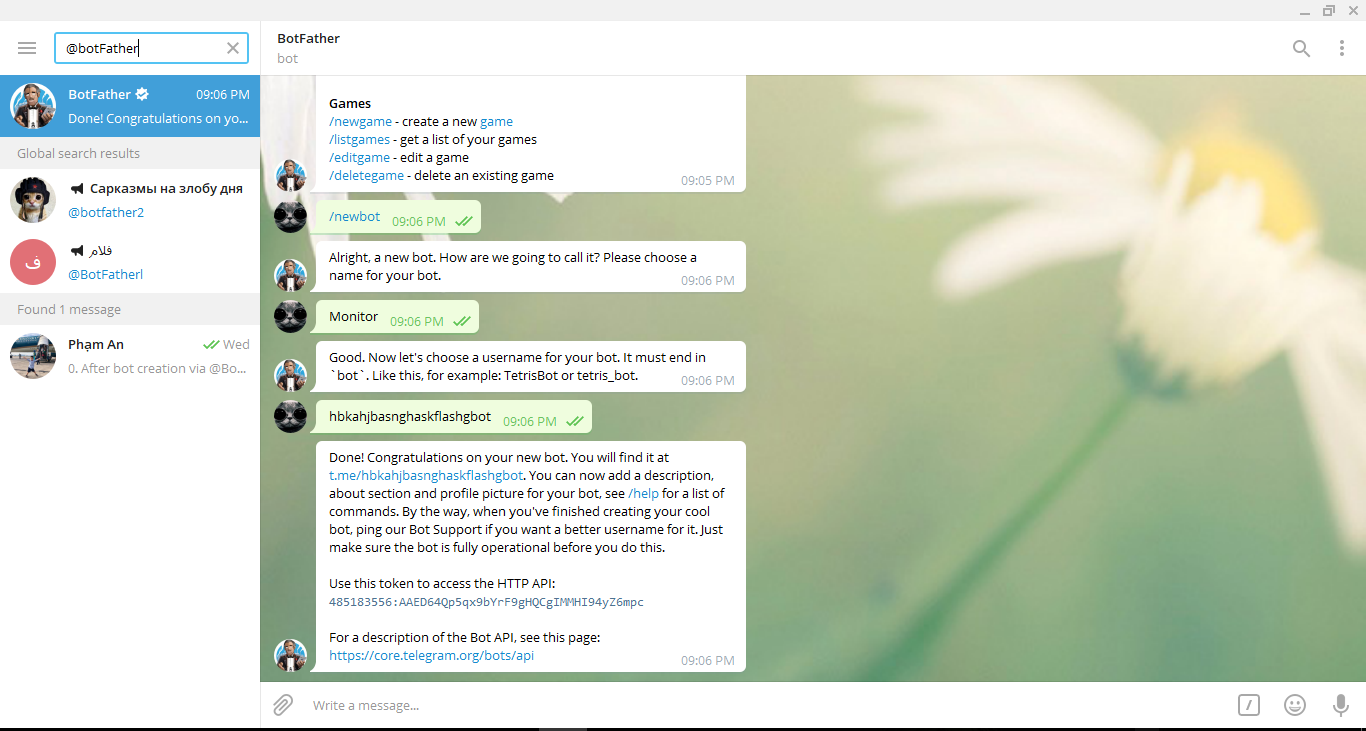 @botFather
BotFather
bot
BotFather 09:06 PM
Done! Congratulations on yo...
Global search results
Сарказмы на злобу дня
@botfather2
ف
فلام
@BotFatherl
Found 1 message
Phạm An Wed
0. After bot creation via @Bo...
Games
/newgame - create a new game
/listgames - get a list of your games
/editgame - edit a game
/deletegame - delete an existing game
09:05 PM
/newbot 09:06 PM
Alright, a new bot. How are we going to call it? Please choose a
name for your bot.
09:06 PM
Monitor 09:06 PM
Good. Now let's choose a username for your bot. It must end in
`bot`. Like this, for example: TetrisBot or tetris_bot.
09:06 PM
hbkahjbasnghaskflashgbot 09:06 PM
Done! Congratulations on your new bot. You will find it at
t.me/hbkahjbasnghaskflashgbot. You can now add a description,
about section and profile picture for your bot, see /help for a list of
commands. By the way, when you've finished creating your cool
bot, ping our Bot Support if you want a better username for it. Just
make sure the bot is fully operational before you do this.
Use this token to access the HTTP API:
485183556:AAED64Qp5qx9bYrF9gHQCgIMMHI94yZ6mpc
For a description of the Bot API, see this page:
https://core.telegram.org/bots/api
09:06 PM
Write a message...
/